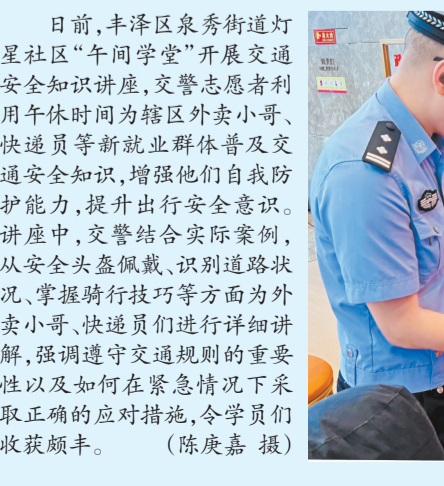 日前,丰泽区泉秀街道灯
星社区“午间学堂”开展交通
安全知识讲座,交警志愿者利
用午休时间为辖区外卖小哥、
快递员等新就业群体普及交
通安全知识,增强他们自我防
护能力,提升出行安全意识。
讲座中,交警结合实际案例,
从安全头盔佩戴、识别道路状
况、掌握骑行技巧等方面为外
卖小哥、快递员们进行详细讲
解,强调遵守交通规则的重要
性以及如何在紧急情况下采
取正确的应对措施,令学员们
收获颇丰。 (陈庚嘉 摄)